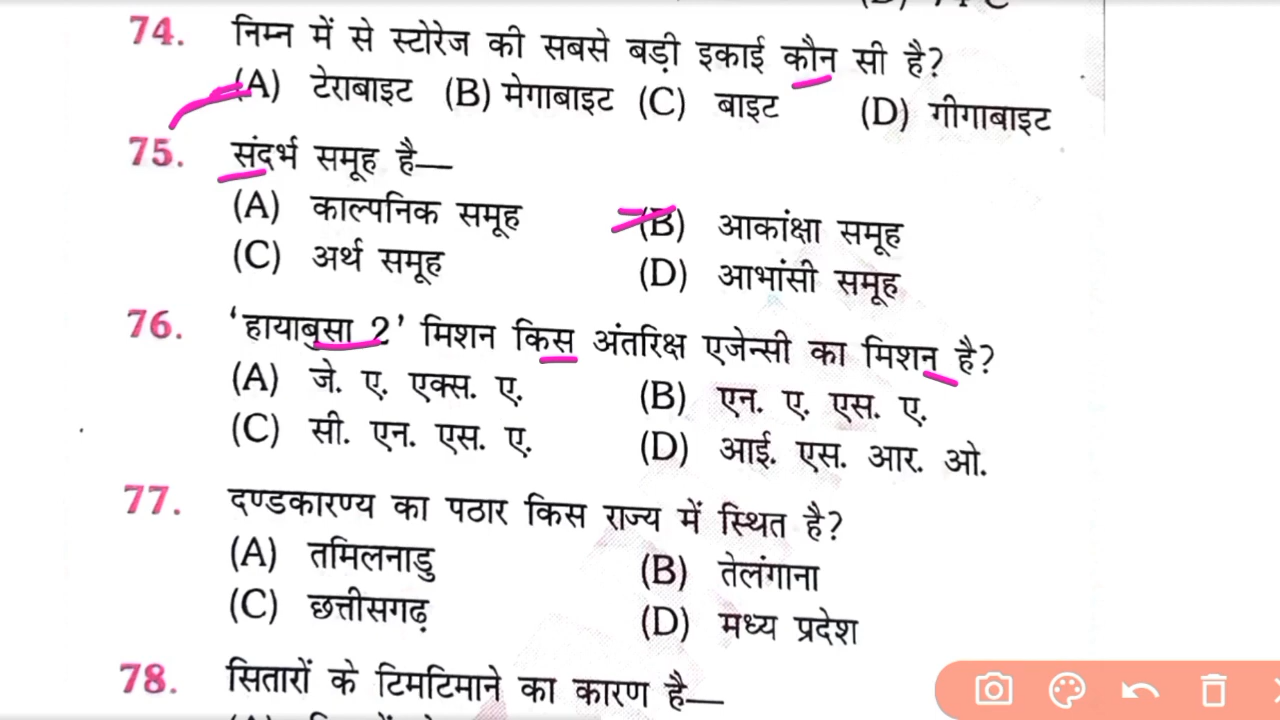 74. निम्न में से स्टोरेज की सबसे बड़ी इकाई कौन सी है?
(A) टेराबाइट (B) मेगाबाइट (C) बाइट (D) गीगाबाइट
75. संदर्भ समूह है—
(A) काल्पनिक समूह (B) आकांक्षा समूह
(C) अर्थ समूह (D) आभांसी समूह
76. ‘हायाबुसा 2’ मिशन किस अंतरिक्ष एजेन्सी का मिशन है?
(A) जे. ए. एक्स. ए. (B) एन. ए. एस. ए.
(C) सी. एन. एस. ए. (D) आई. एस. आर. ओ.
77. दण्डकारण्य का पठार किस राज्य में स्थित है?
(A) तमिलनाडु (B) तेलंगाना
(C) छत्तीसगढ़ (D) मध्य प्रदेश
78. सितारों के टिमटिमाने का कारण है—